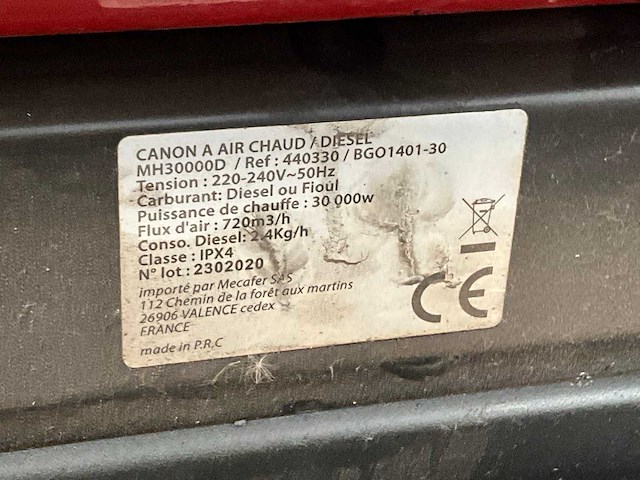 CANON A AIR CHAUD / DIESEL
MH30000D / Ref : 440330 / BGO1401-30
Tension : 220-240V~50Hz
Carburant: Diesel ou Fioul
Puissance de chauffe : 30 000w
Flux d'air : 720m3/h
Conso. Diesel: 2.4Kg/h
Classe : IPX4
N° lot : 2302020
importé par Mecafer SAS
112 Chemin de la forêt aux martins
26906 VALENCE cedex
FRANCE
made in P.R.C
CE